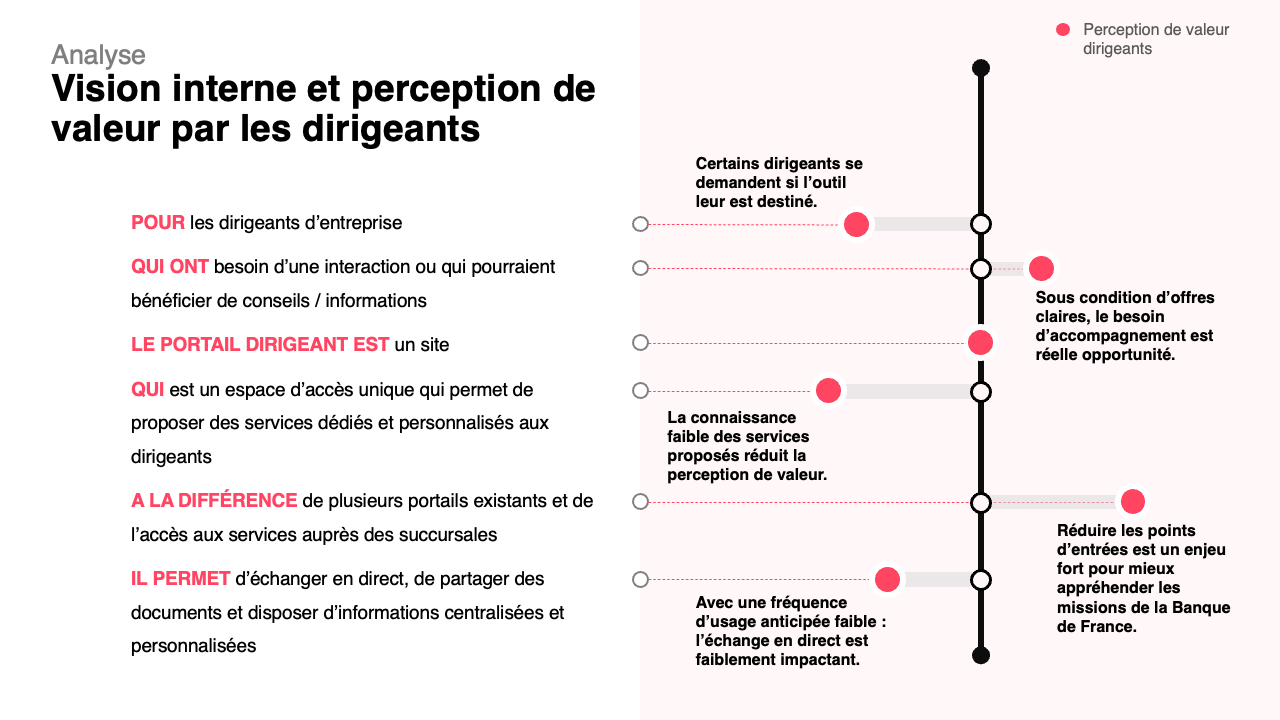 Analyse
Vision interne et perception de
valeur par les dirigeants
Perception de valeur
dirigeants
POUR les dirigeants d’entreprise
QUI ONT besoin d’une interaction ou qui pourraient
bénéficier de conseils / informations
LE PORTAIL DIRIGEANT EST un site
QUI est un espace d’accès unique qui permet de
proposer des services dédiés et personnalisés aux
dirigeants
A LA DIFFÉRENCE de plusieurs portails existants et de
l’accès aux services auprès des succursales
IL PERMET d’échanger en direct, de partager des
documents et disposer d’informations centralisées et
personnalisées
Certains dirigeants se
demandent si l’outil
leur est destiné.
Sous condition d’offres
claires, le besoin
d’accompagnement est
réelle opportunité.
La connaissance
faible des services
proposés réduit la
perception de valeur.
Réduire les points
d’entrées est un enjeu
fort pour mieux
appréhender les
missions de la Banque
de France.
Avec une fréquence
d’usage anticipée faible :
l’échange en direct est
faiblement impactant.